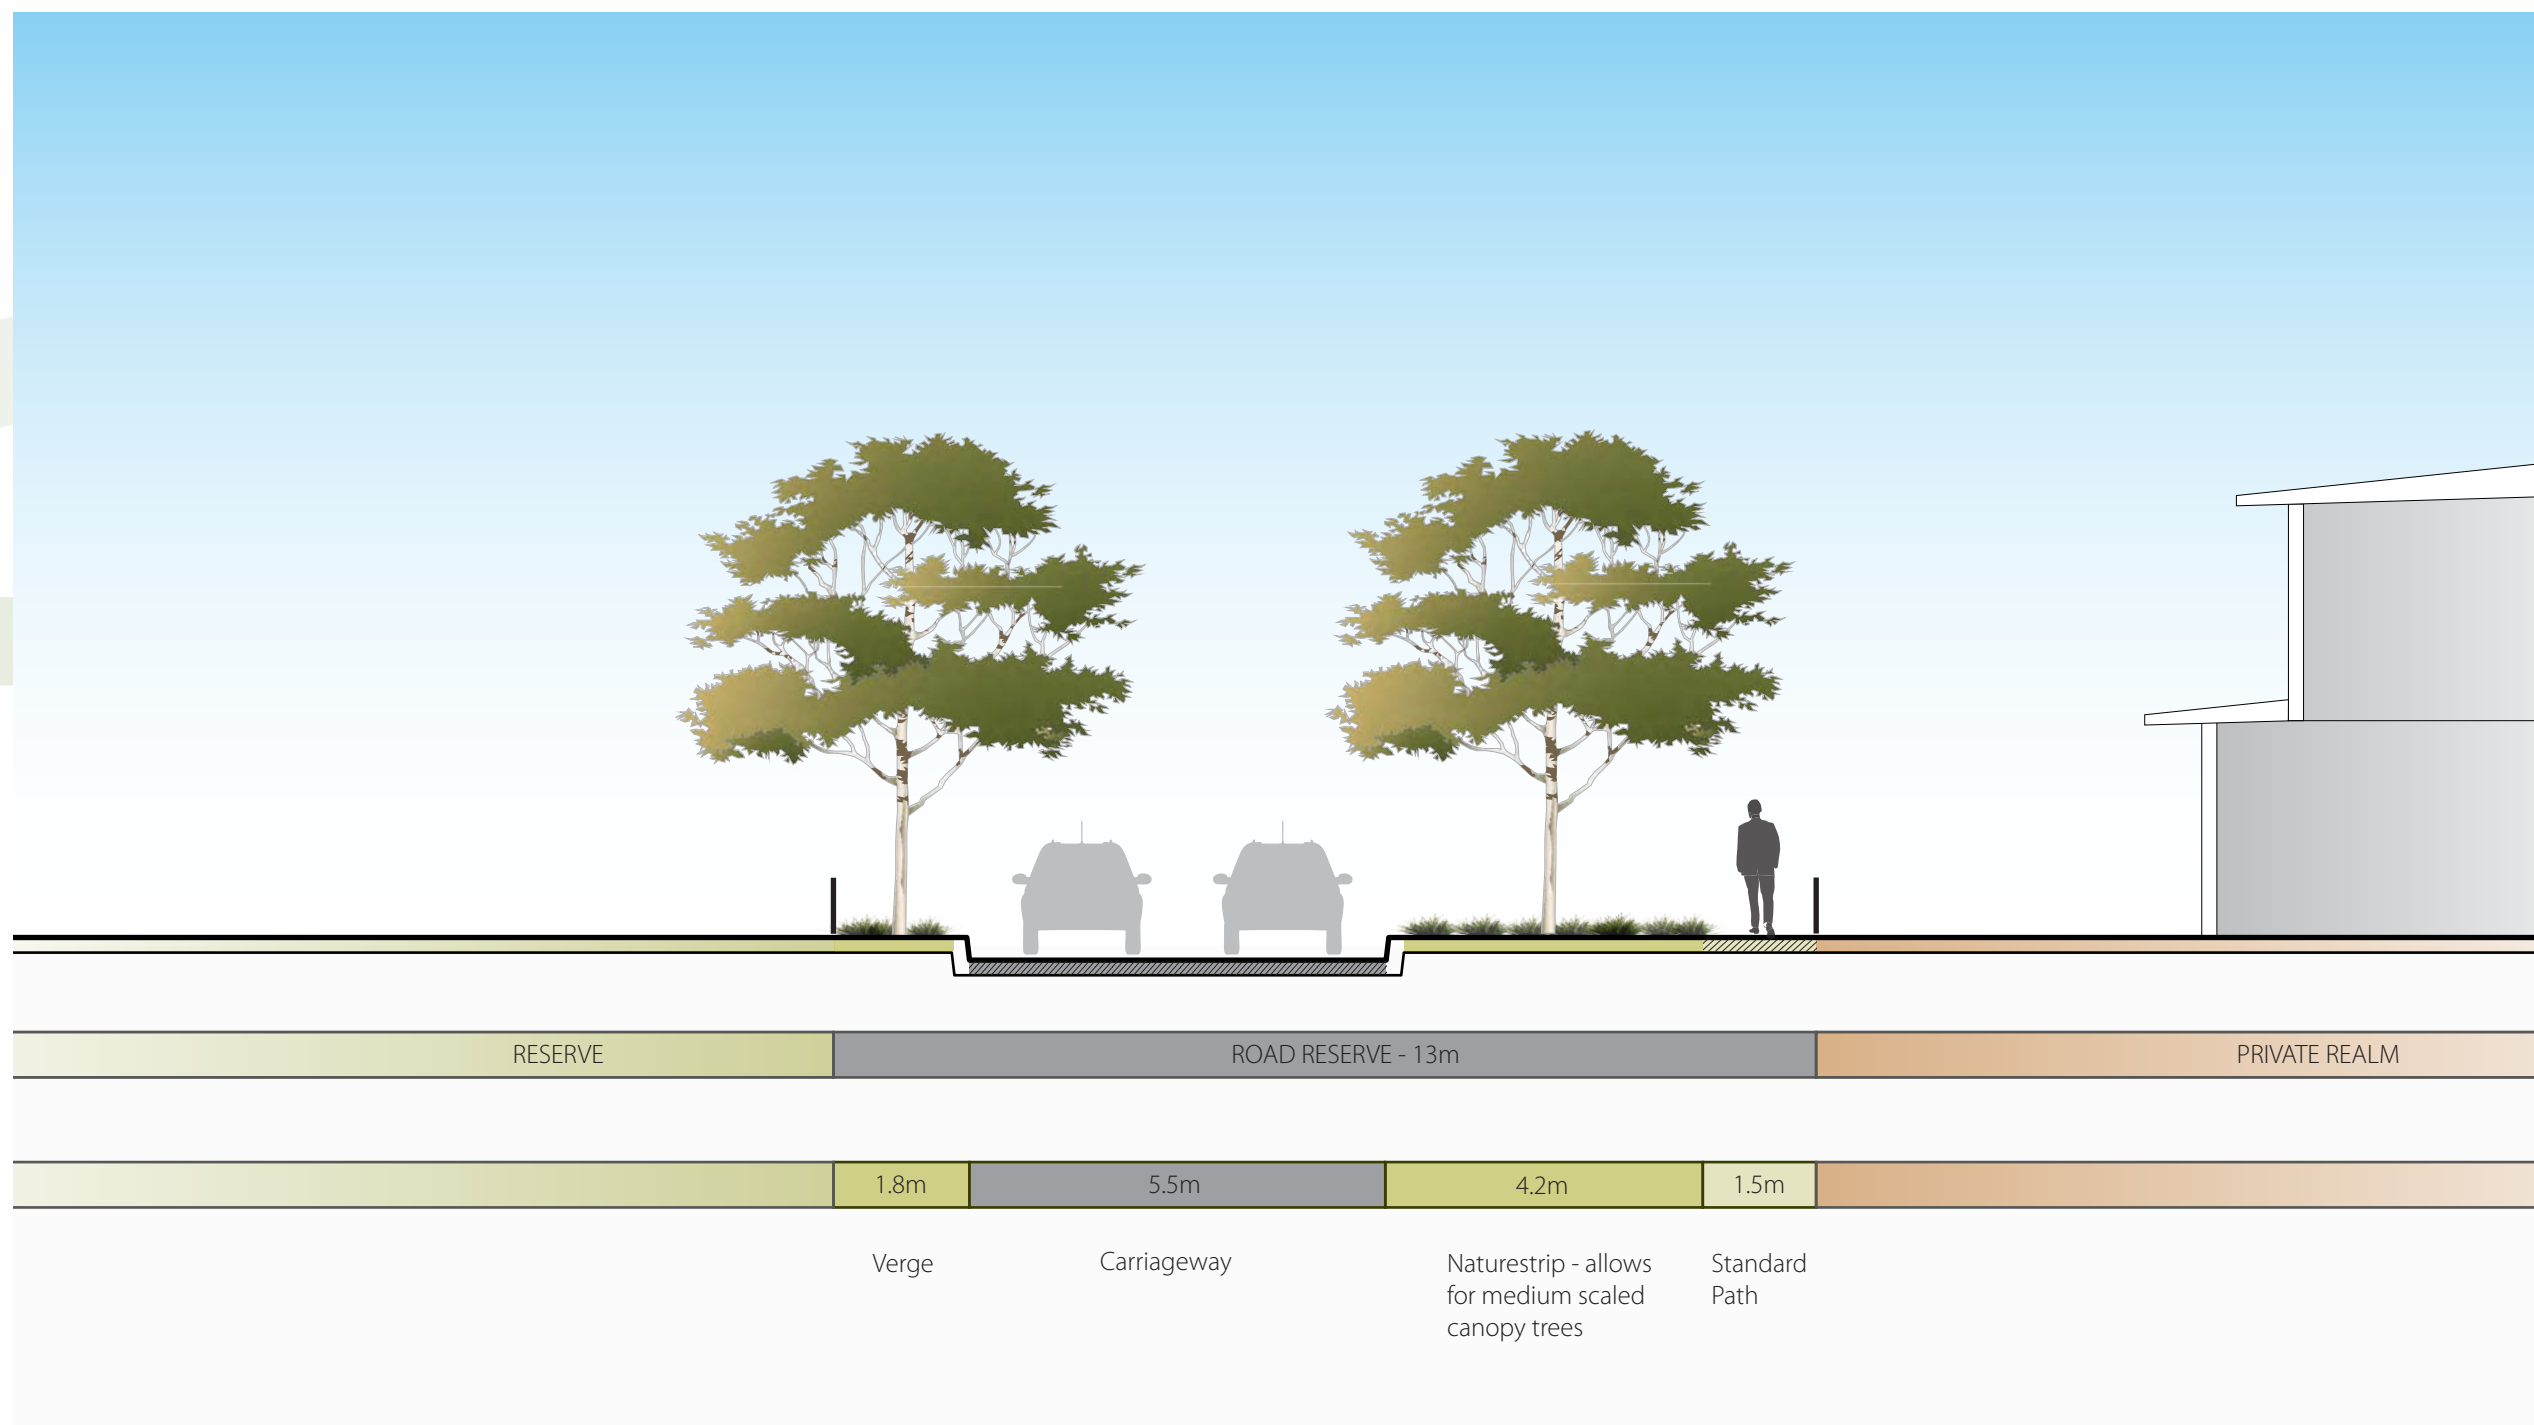 RESERVE
ROAD RESERVE - 13m
PRIVATE REALM
1.8m
5.5m
4.2m
1.5m
Verge
Carriageway
Naturestrip - allows
for medium scaled
canopy trees
Standard
Path